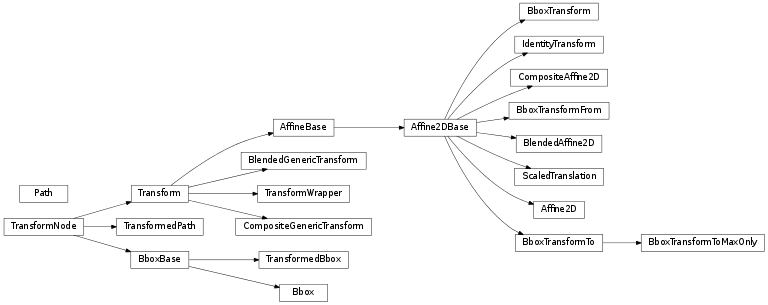 BboxTransform
IdentityTransform
CompositeAffine2D
AffineBase
Affine2DBase
BboxTransformFrom
BlendedAffine2D
BlendedGenericTransform
ScaledTranslation
Path
Transform
TransformWrapper
Affine2D
TransformNode
TransformedPath
CompositeGenericTransform
BboxTransformTo
BboxTransformToMaxOnly
BboxBase
TransformedBbox
Bbox